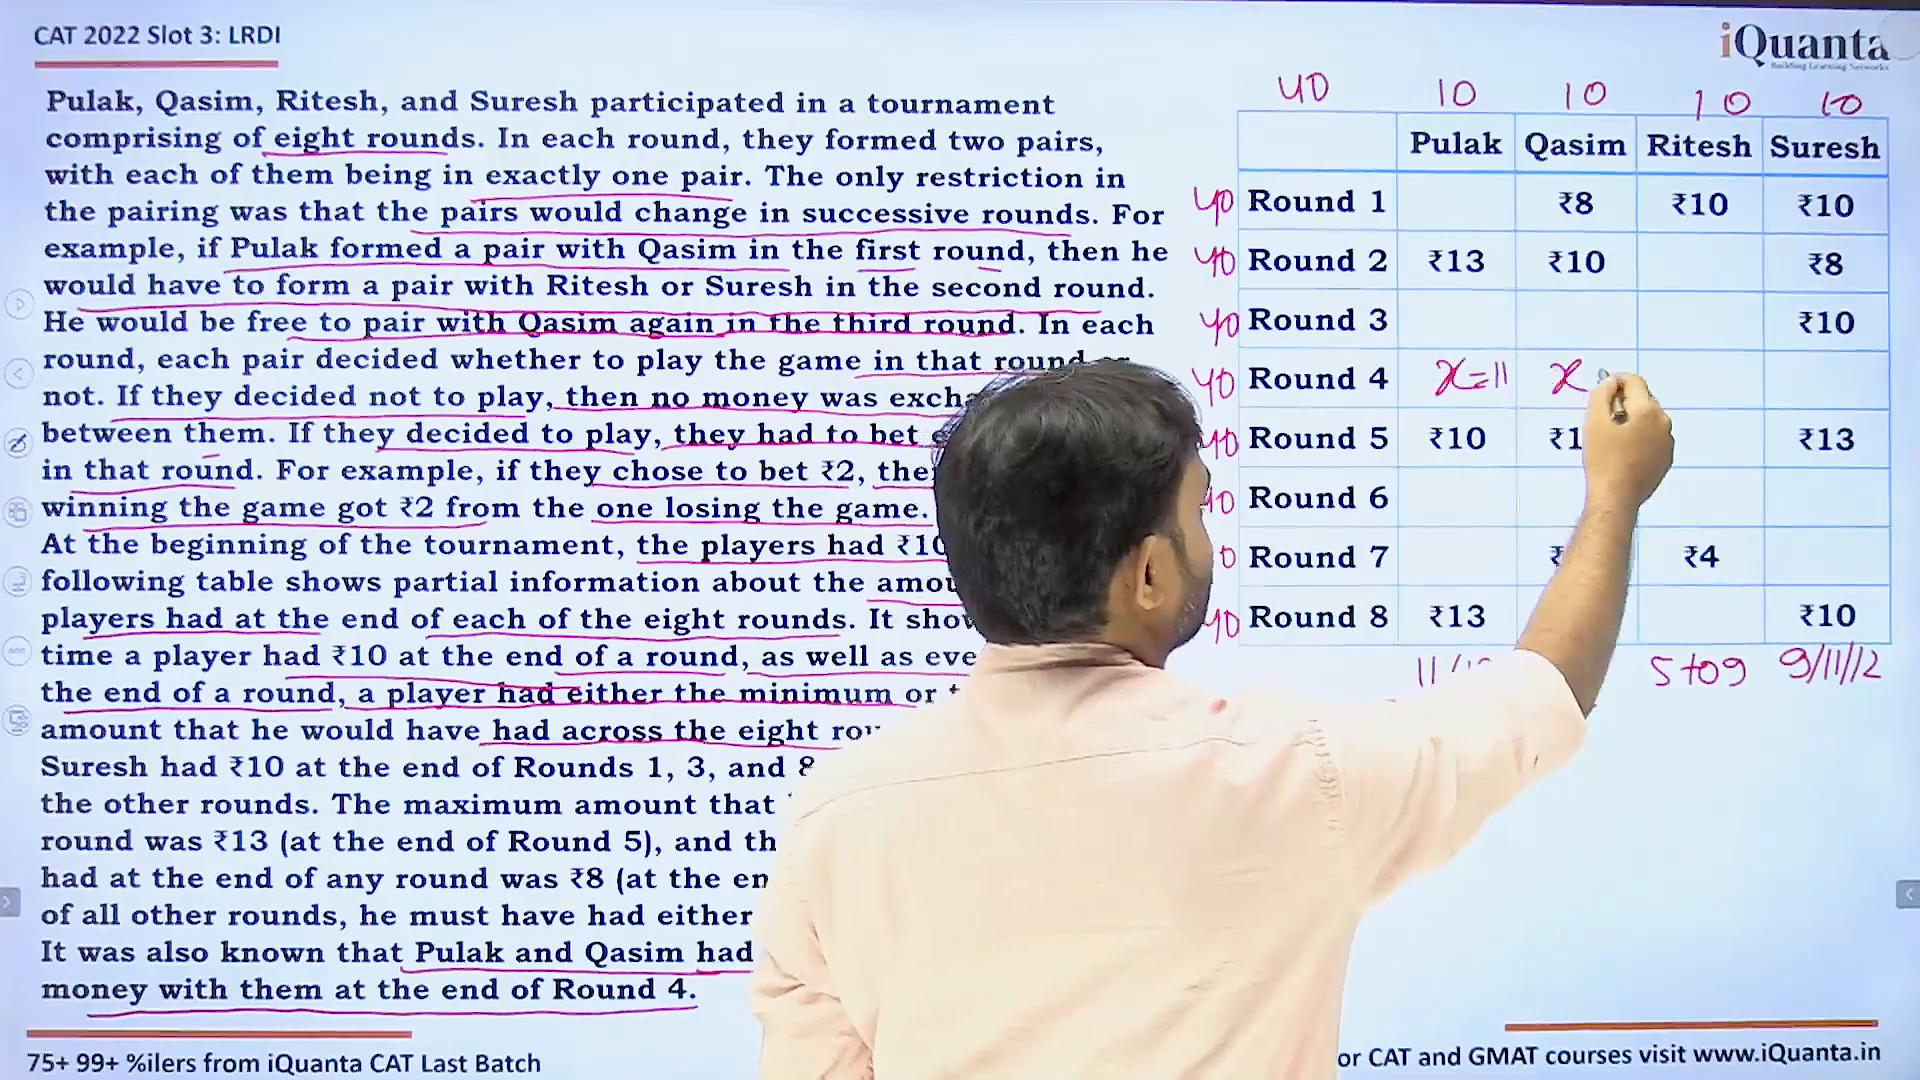 CAT 2022 Slot 3: LRDI
iQuanta
Pulak, Qasim, Ritesh, and Suresh participated in a tournament
comprising of eight rounds. In each round, they formed two pairs,
with each of them being in exactly one pair. The only restriction in
the pairing was that the pairs would change in successive rounds. For
example, if Pulak formed a pair with Qasim in the first round, then he
would have to form a pair with Ritesh or Suresh in the second round.
He would be free to pair with Qasim again in the third round. In each
round, each pair decided whether to play the game in that round
not. If they decided not to play, then no money was
between them. If they decided to play, they had to bet
in that round. For example, if they chose to bet ₹2,
winning the game got ₹2 from the one losing the game.
At the beginning of the tournament, the players had
following table shows partial information about the
players had at the end of each of the eight rounds. It
time a player had ₹10 at the end of a round, as well as
the end of a round, a player had either the minimum or
amount that he would have had across the eight
Suresh had ₹10 at the end of Rounds 1, 3, and
the other rounds. The maximum amount that
round was ₹13 (at the end of Round 5), and
had at the end of any round was ₹8 (at the
of all other rounds, he must have had either
It was also known that Pulak and Qasim had
money with them at the end of Round 4.
40 10 10 10 10
Pulak Qasim Ritesh Suresh
40 Round 1 ₹8 ₹10 ₹10
40 Round 2 ₹13 ₹10 ₹8
40 Round 3 ₹10
40 Round 4 x=11 x
40 Round 5 ₹10 ₹13
Round 6
Round 7 ₹4
40 Round 8 ₹13 ₹10
5 to 9 9/11/12
75+ 99+ %ilers from iQuanta CAT Last Batch
or CAT and GMAT courses visit www.iQuanta.in